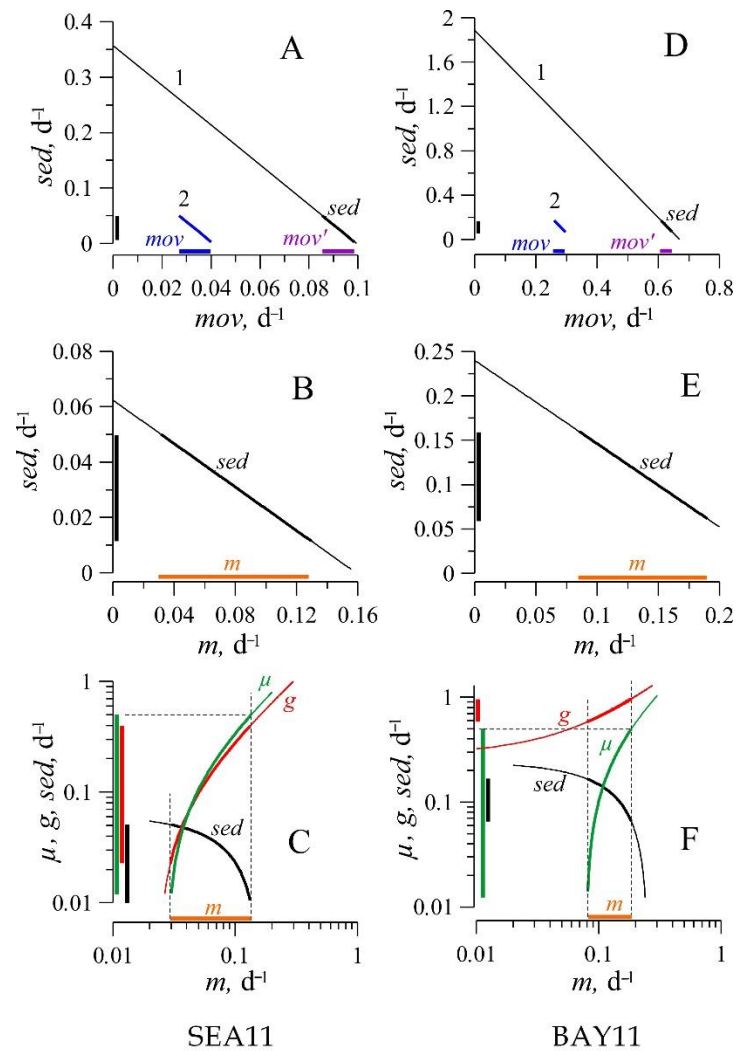 A
sed, d⁻¹
0.4
0.3
0.2
0.1
0
1
2
sed
mov
mov'
0 0.02 0.04 0.06 0.08 0.1
mov, d⁻¹
D
sed, d⁻¹
2
1.6
1.2
0.8
0.4
0
1
2
sed
mov
mov'
0 0.2 0.4 0.6 0.8
mov, d⁻¹
B
sed, d⁻¹
0.08
0.06
0.04
0.02
0
sed
m
0 0.04 0.08 0.12 0.16
m, d⁻¹
E
sed, d⁻¹
0.25
0.20
0.15
0.1
0.05
0
sed
m
0 0.05 0.1 0.15 0.2
m, d⁻¹
C
μ, g, sed, d⁻¹
1
0.1
0.01
μ
g
sed
m
0.01 0.1 1
m, d⁻¹
F
μ, g, sed, d⁻¹
1
0.1
0.01
g
μ
sed
m
0.01 0.1 1
m, d⁻¹
SEA11 BAY11